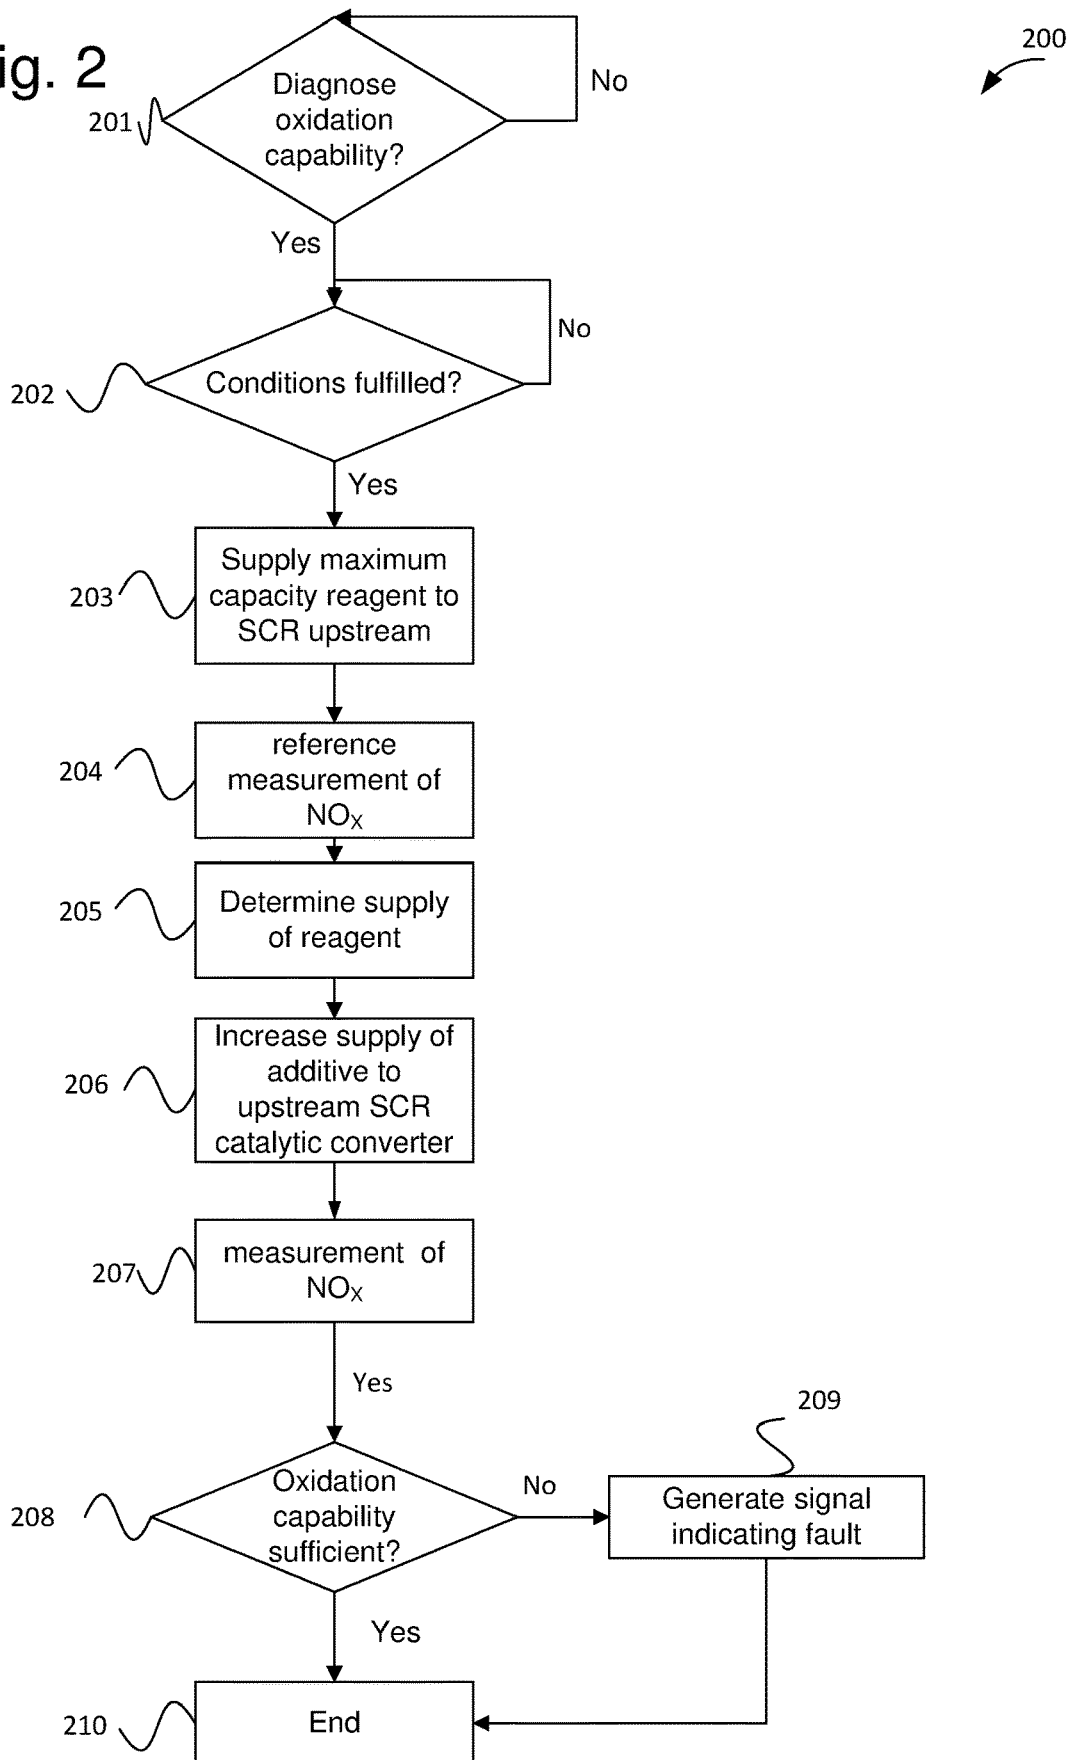 ig. 2
200
Diagnose
oxidation
capability?
No
201
Yes
No
Conditions fulfilled?
202
Yes
Supply maximum
capacity reagent to
SCR upstream
203
reference
measurement of
NOX
204
Determine supply
of reagent
205
Increase supply of
additive to
upstream SCR
catalytic converter
206
measurement of
NOX
207
Yes
209
Oxidation
capability
sufficient?
No
Generate signal
indicating fault
208
Yes
End
210